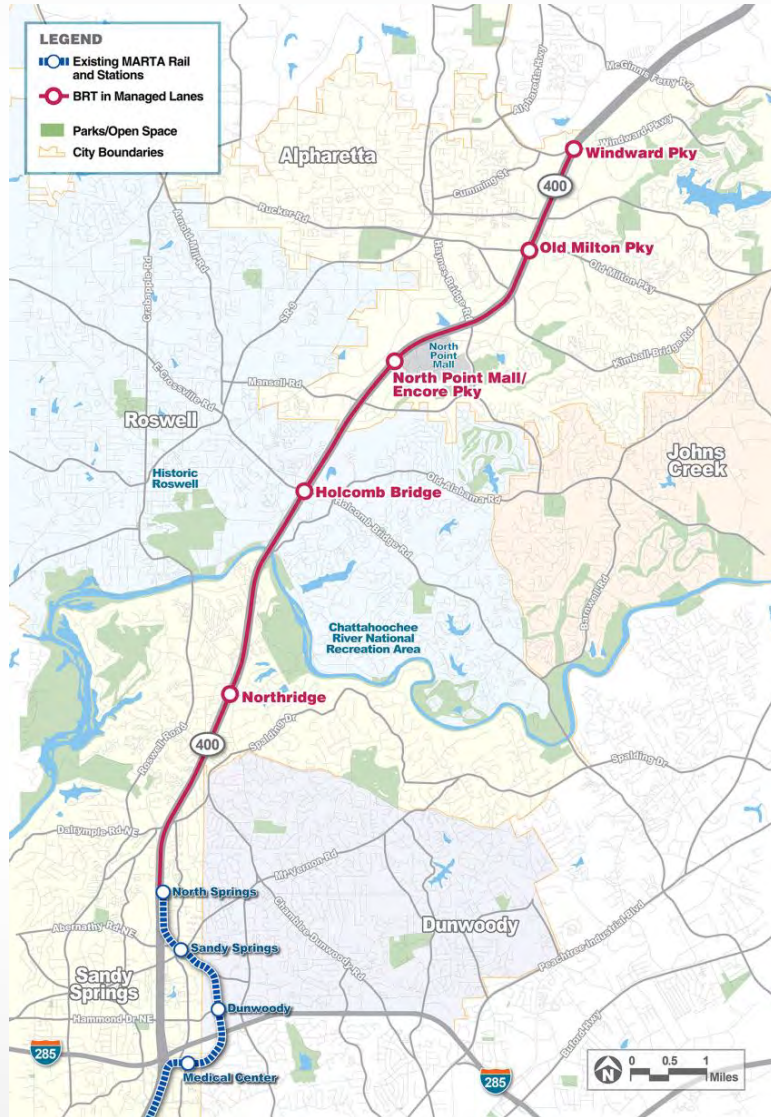 LEGEND
Existing MARTA Rail
and Stations
BRT in Managed Lanes
Parks/Open Space
City Boundaries
McGinnis Ferry Rd
Alpharetta-Hwy
Windward Pkwy
Windward Pky
Alpharetta
Cumming-St
400
Rucker-Rd
Arnold-Mill-Rd
Old Milton Pky
Haynes-Bridge-Rd
Old-Milton-Pky
Crabapple-Rd
SR-9
North
Point
Mall
Kimball-Bridge-Rd
North Point Mall/
Encore Pky
Mansell-Rd
E-Crossville-Rd
Roswell
Johns
Creek
Historic
Roswell
Holcomb Bridge
Old-Alabama-Rd
Holcomb-Bridge-Rd
Barnwell-Rd
Chattahoochee
River National
Recreation Area
Northridge
Roswell-Road
400
Spalding-Dr
Spalding-Dr
Dalrymple-Rd-NE
Mt-Vernon-Rd
North Springs
Chamblee-Dunwoody-Rd
Dunwoody
Peachtree-Industrial-Blvd
Abernathy-Rd-NE
Sandy Springs
Sandy
Springs
Dunwoody
Hammond-Dr-NE
Buford-Hwy
285
Medical Center
285
N
0 0.5 1
Miles